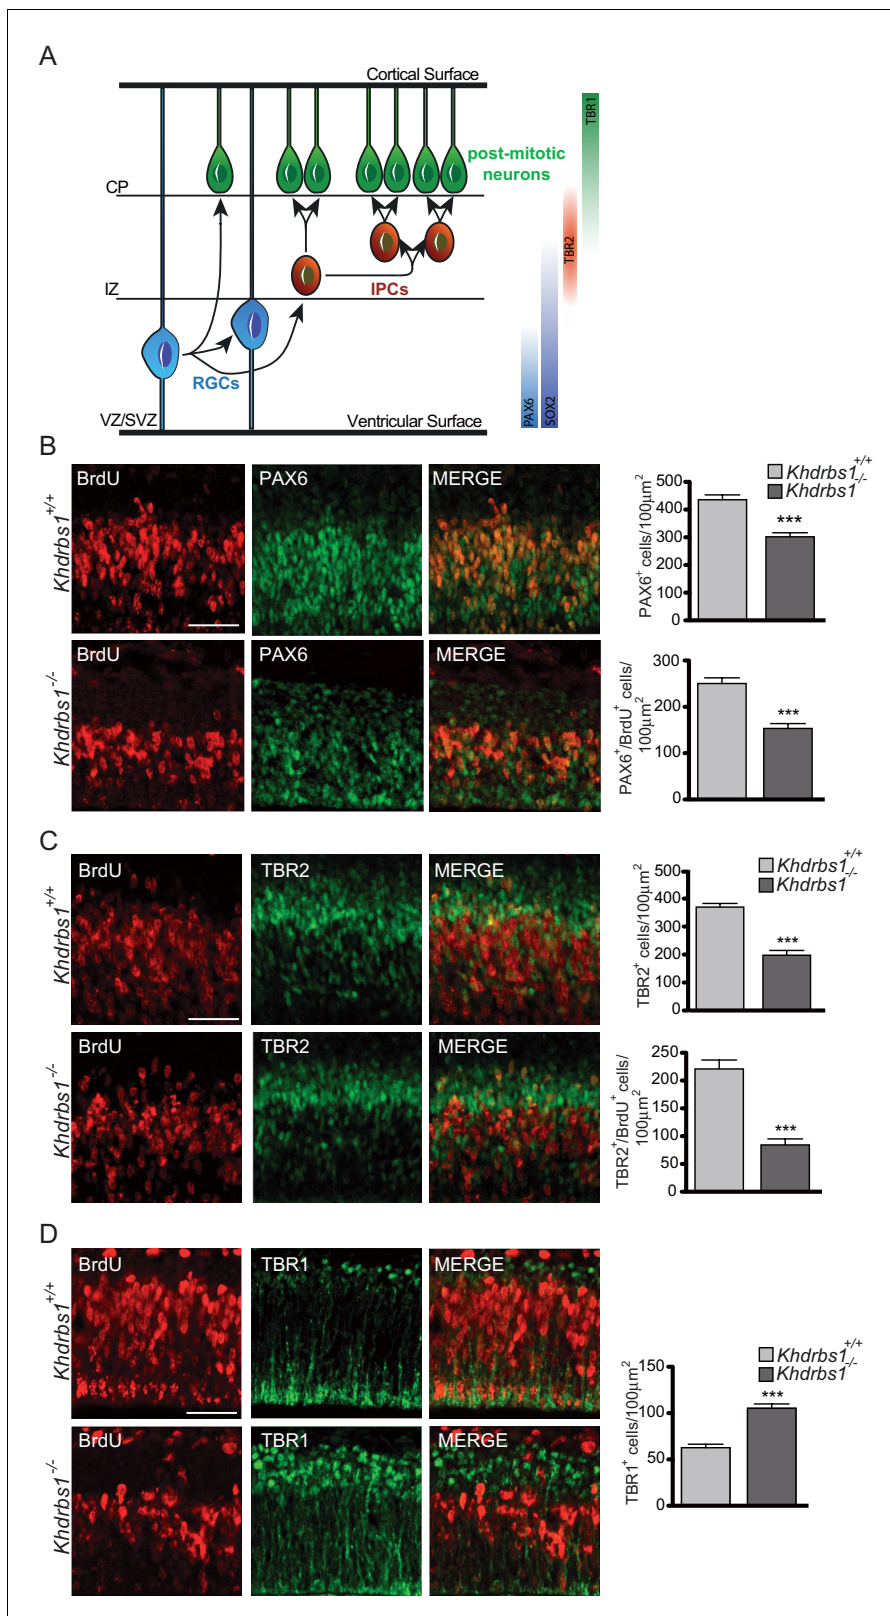 A
Cortical Surface
post-mitotic
neurons
CP
IPCs
IZ
RGCs
VZ/SVZ
Ventricular Surface
PAX6
SOX2
TBR2
TBR1
B
Khdrbs1+/+
BrdU
PAX6
MERGE
Khdrbs1-/-
BrdU
PAX6
MERGE
Khdrbs1+/+
Khdrbs1-/-
PAX6+ cells/100µm2
500
400
300
200
100
0
***
PAX6+/BrdU+ cells/
100µm2
300
200
100
0
***
C
Khdrbs1+/+
BrdU
TBR2
MERGE
Khdrbs1-/-
BrdU
TBR2
MERGE
Khdrbs1+/+
Khdrbs1-/-
TBR2+ cells/100µm2
500
400
300
200
100
0
***
TBR2+/BrdU+ cells/
100µm2
250
200
150
100
50
0
***
D
Khdrbs1+/+
BrdU
TBR1
MERGE
Khdrbs1-/-
BrdU
TBR1
MERGE
Khdrbs1+/+
Khdrbs1-/-
TBR1+ cells/100µm2
150
100
50
0
***